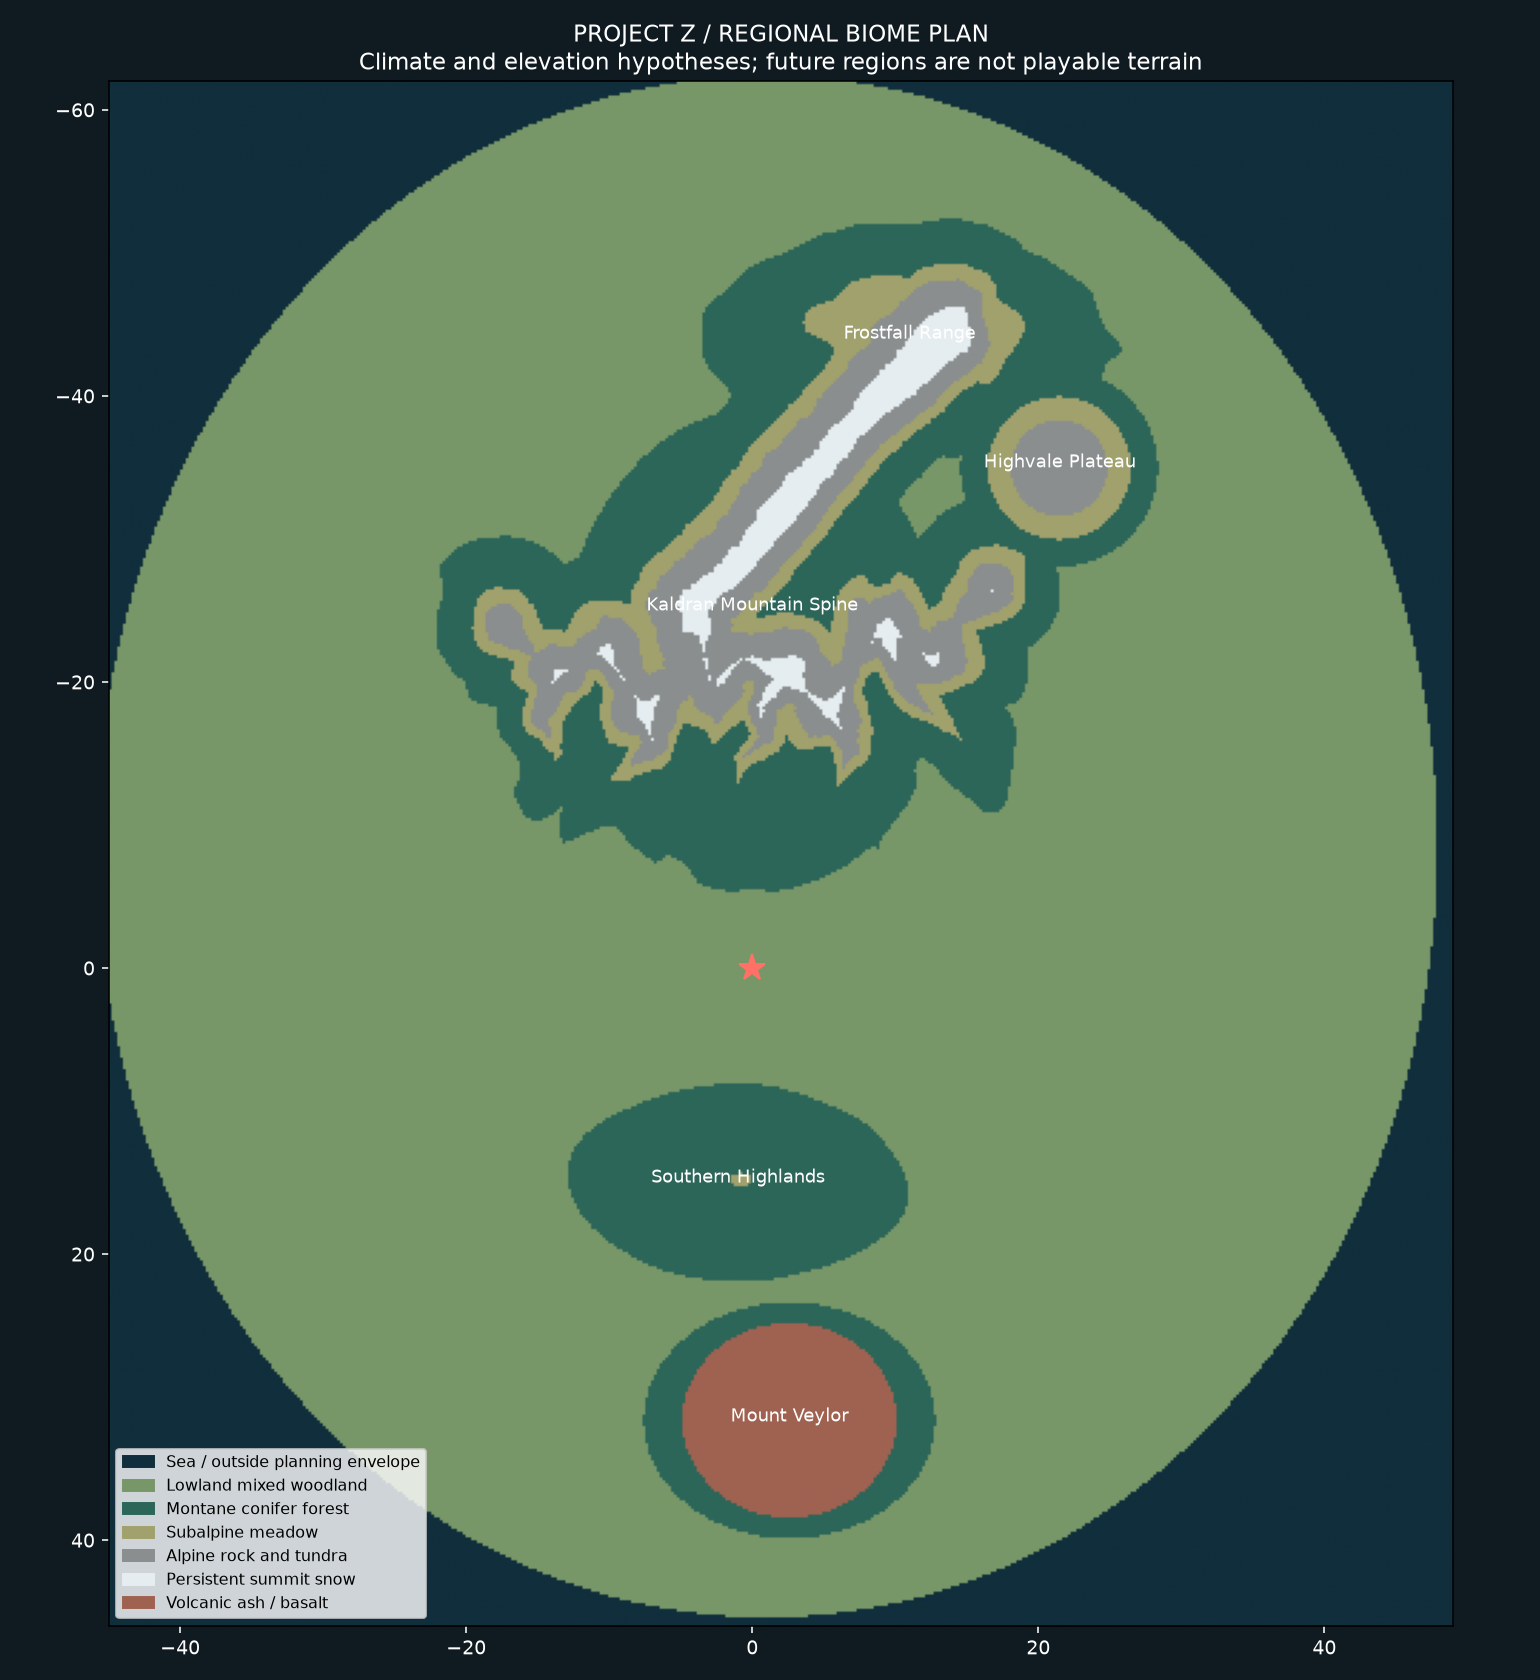 PROJECT Z / REGIONAL BIOME PLAN
Climate and elevation hypotheses; future regions are not playable terrain
−60
−40
−20
0
20
40
Frostfall Range
Highvale Plateau
Kaldran Mountain Spine
Southern Highlands
Mount Veylor
Sea / outside planning envelope
Lowland mixed woodland
Montane conifer forest
Subalpine meadow
Alpine rock and tundra
Persistent summit snow
Volcanic ash / basalt
−40 −20 0 20 40